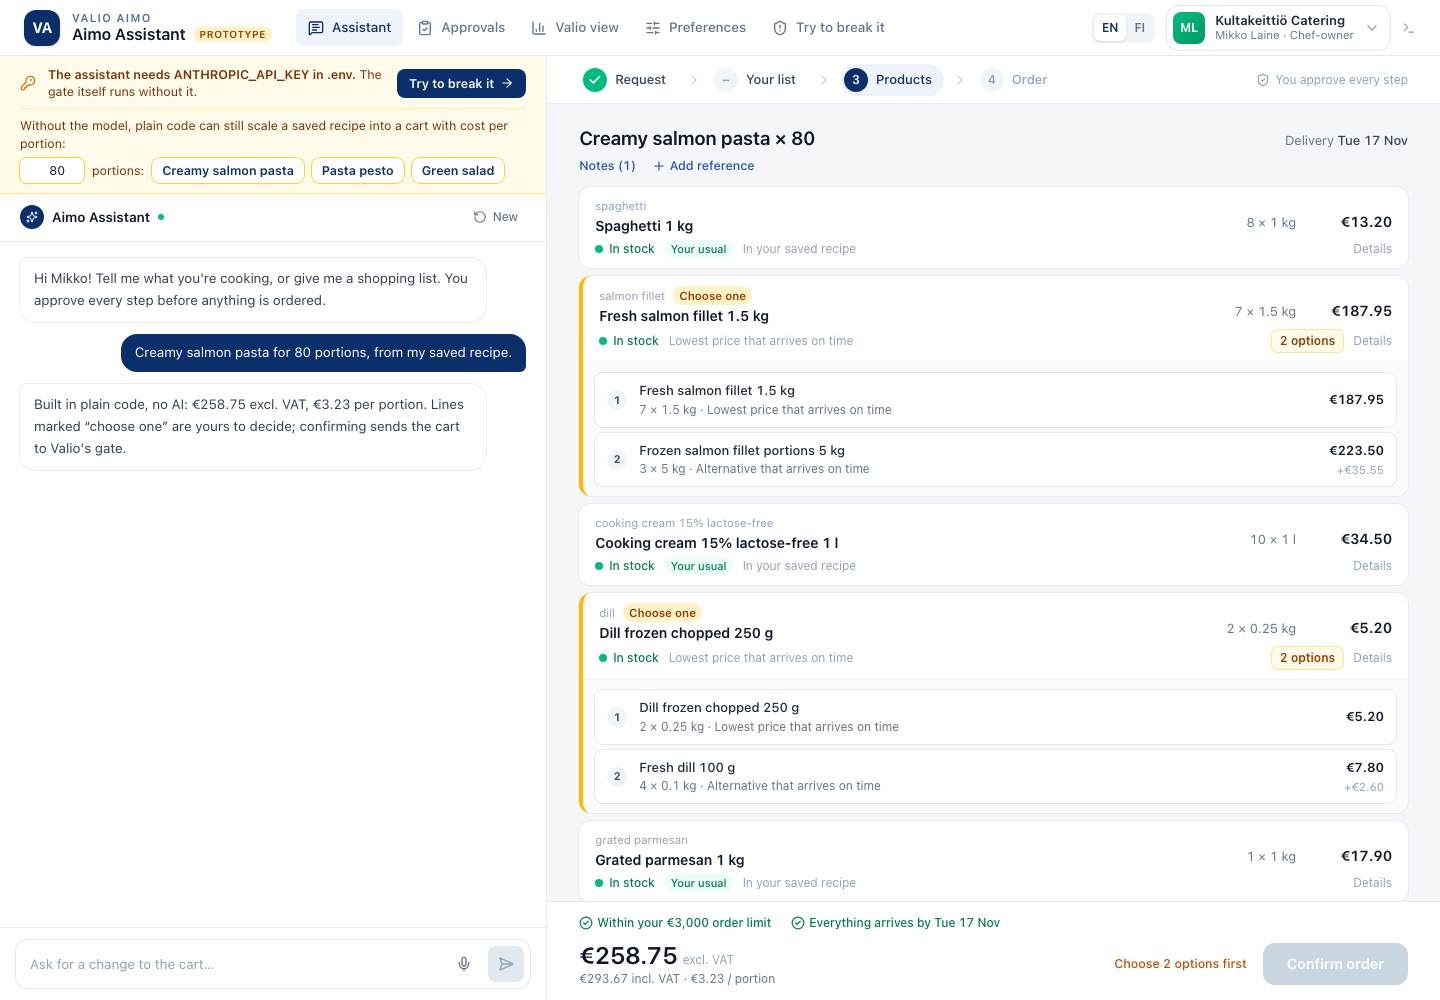 VA
VALIO AIMO
Aimo Assistant PROTOTYPE
Assistant
Approvals
Valio view
Preferences
Try to break it
EN FI
ML
Kultakeittiö Catering
Mikko Laine · Chef-owner
The assistant needs ANTHROPIC_API_KEY in .env. The
gate itself runs without it.
Try to break it →
Without the model, plain code can still scale a saved recipe into a cart with cost per
portion:
80 portions: Creamy salmon pasta Pasta pesto Green salad
Aimo Assistant
New
Hi Mikko! Tell me what you're cooking, or give me a shopping list. You
approve every step before anything is ordered.
Creamy salmon pasta for 80 portions, from my saved recipe.
Built in plain code, no AI: €258.75 excl. VAT, €3.23 per portion. Lines
marked “choose one” are yours to decide; confirming sends the cart
to Valio's gate.
Ask for a change to the cart...
Request
– Your list
3 Products
4 Order
You approve every step
Creamy salmon pasta × 80
Delivery Tue 17 Nov
Notes (1) + Add reference
spaghetti
Spaghetti 1 kg
8 × 1 kg €13.20
In stock Your usual In your saved recipe
Details
salmon fillet Choose one
Fresh salmon fillet 1.5 kg
7 × 1.5 kg €187.95
In stock Lowest price that arrives on time
2 options Details
1 Fresh salmon fillet 1.5 kg
7 × 1.5 kg · Lowest price that arrives on time
€187.95
2 Frozen salmon fillet portions 5 kg
3 × 5 kg · Alternative that arrives on time
€223.50
+€35.55
cooking cream 15% lactose-free
Cooking cream 15% lactose-free 1 l
10 × 1 l €34.50
In stock Your usual In your saved recipe
Details
dill Choose one
Dill frozen chopped 250 g
2 × 0.25 kg €5.20
In stock Lowest price that arrives on time
2 options Details
1 Dill frozen chopped 250 g
2 × 0.25 kg · Lowest price that arrives on time
€5.20
2 Fresh dill 100 g
4 × 0.1 kg · Alternative that arrives on time
€7.80
+€2.60
grated parmesan
Grated parmesan 1 kg
1 × 1 kg €17.90
In stock Your usual In your saved recipe
Details
Within your €3,000 order limit
Everything arrives by Tue 17 Nov
€258.75 excl. VAT
€293.67 incl. VAT · €3.23 / portion
Choose 2 options first
Confirm order